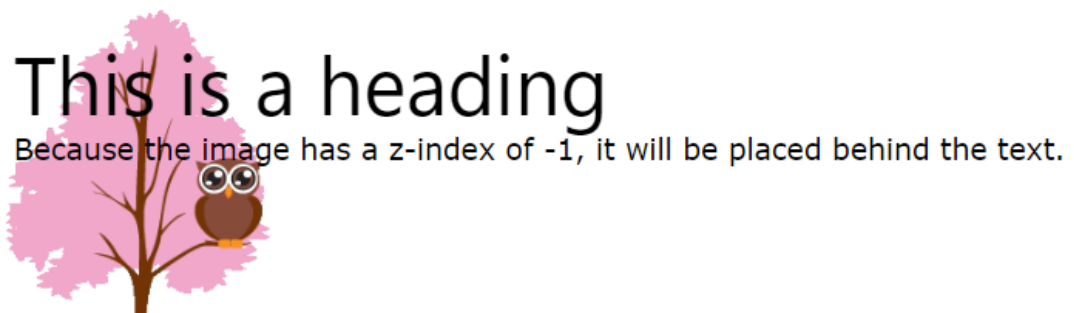 This is a heading
Because the image has a z-index of -1, it will be placed behind the text.